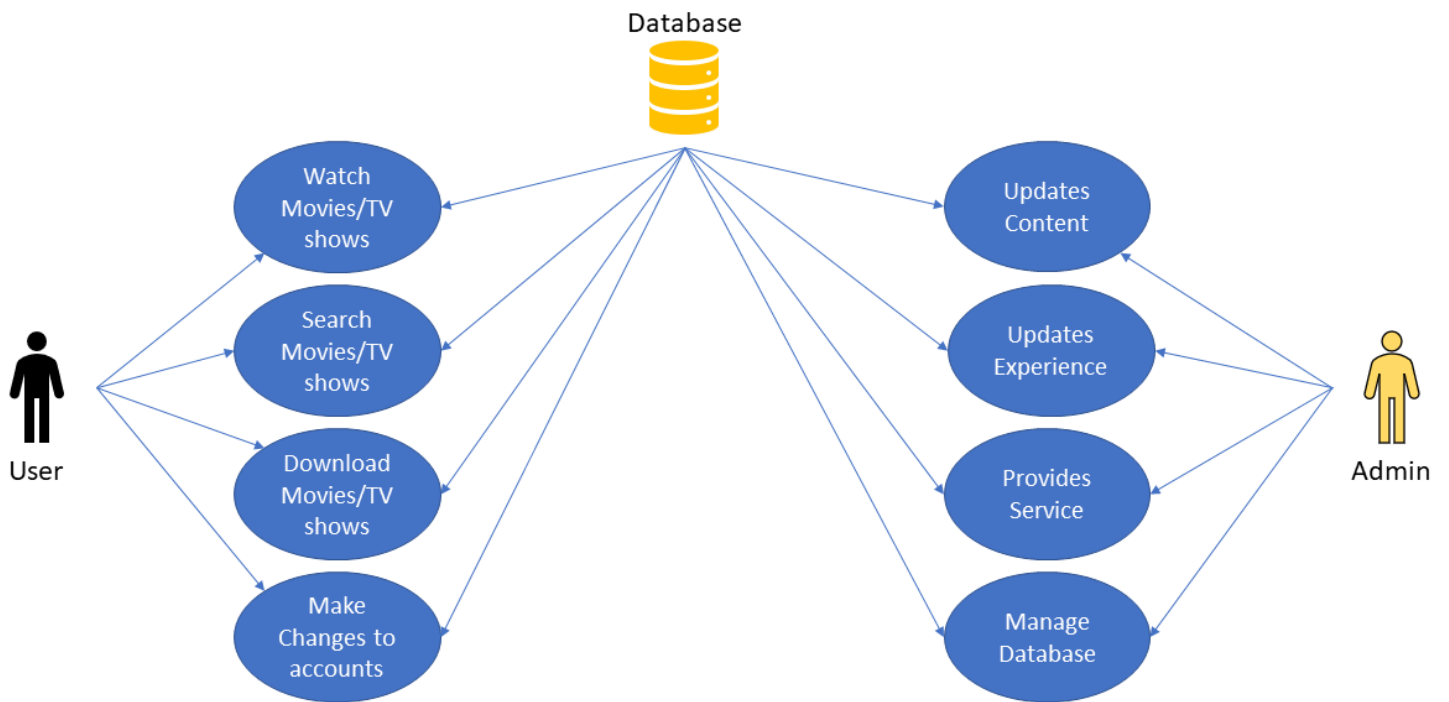 Database
Watch
Movies/TV
shows
Search
Movies/TV
shows
Download
Movies/TV
shows
Make
Changes to
accounts
User
Updates
Content
Updates
Experience
Provides
Service
Manage
Database
Admin